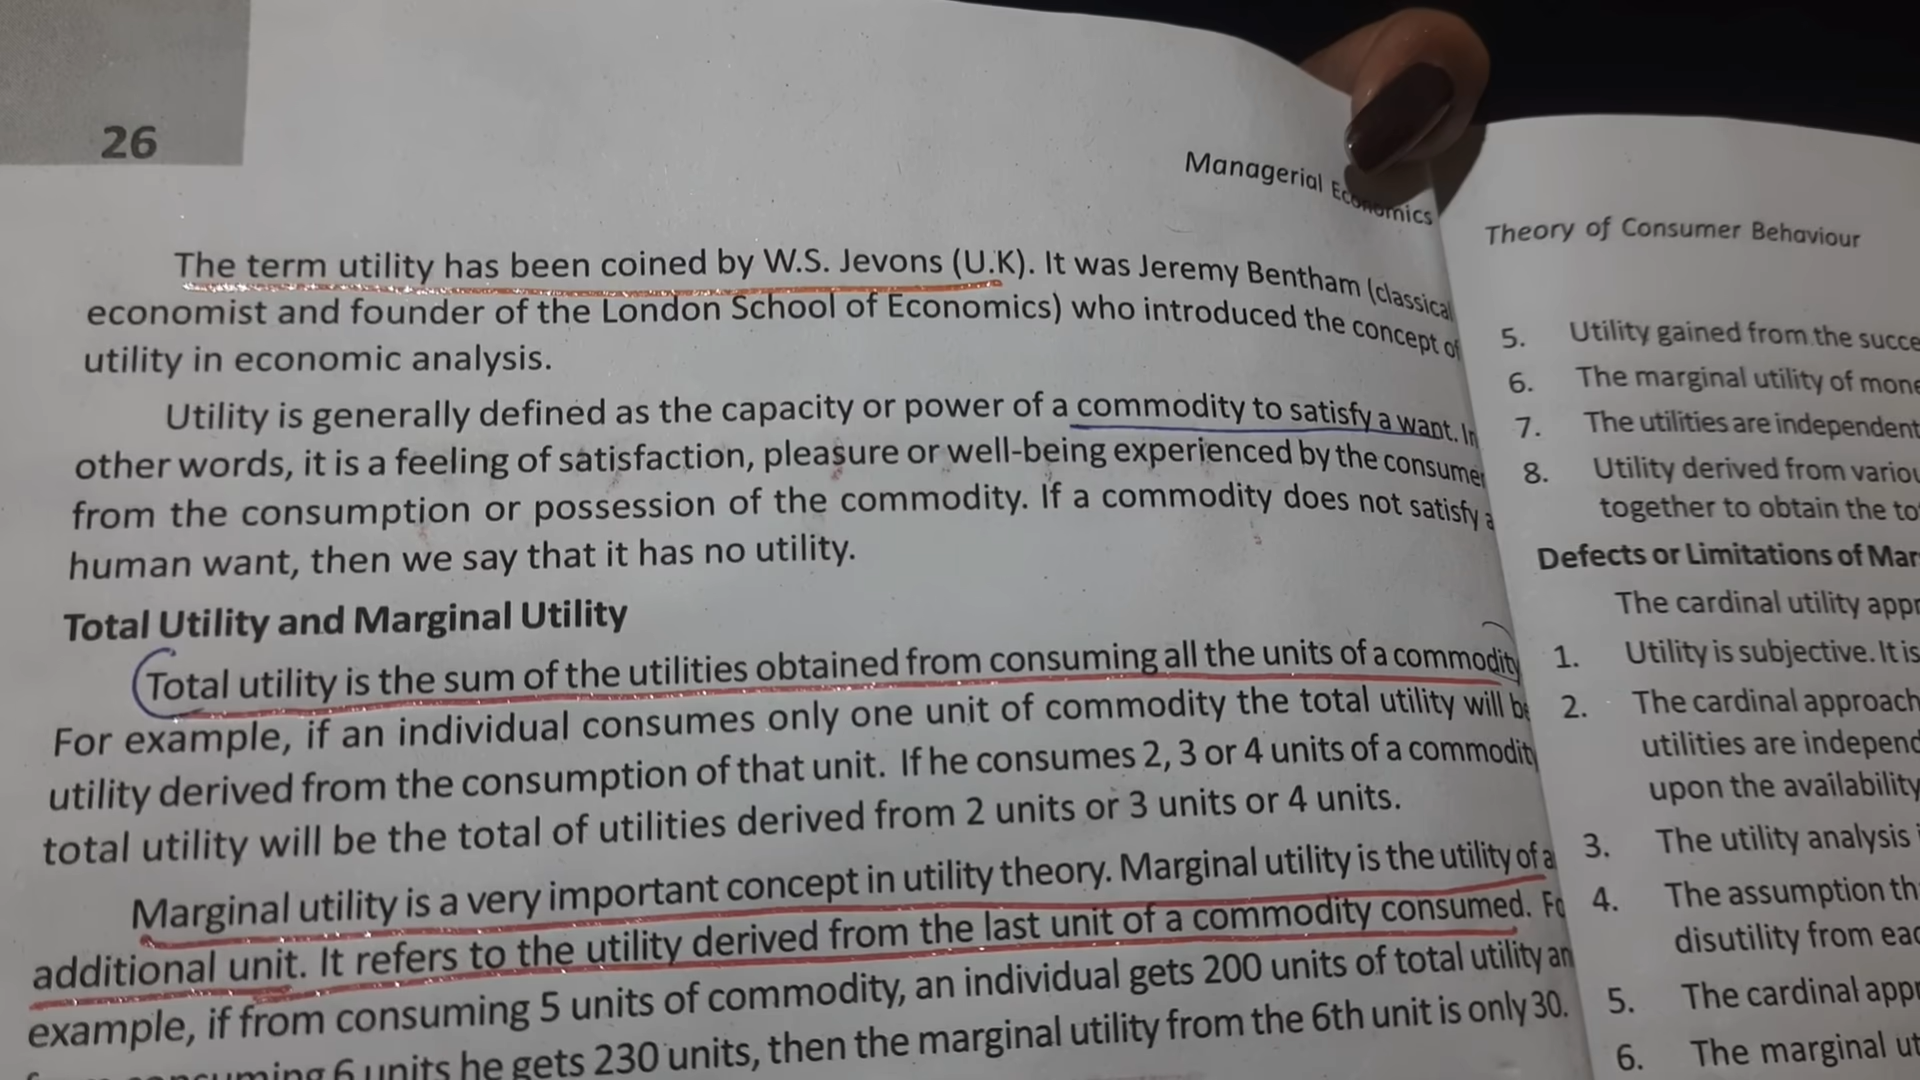 26
Managerial Economics
The term utility has been coined by W.S. Jevons (U.K). It was Jeremy Bentham (classical
economist and founder of the London School of Economics) who introduced the concept of
utility in economic analysis.
Utility is generally defined as the capacity or power of a commodity to satisfy a want. In
other words, it is a feeling of satisfaction, pleasure or well-being experienced by the consumer
from the consumption or possession of the commodity. If a commodity does not satisfy a
human want, then we say that it has no utility.
Total Utility and Marginal Utility
Total utility is the sum of the utilities obtained from consuming all the units of a commodity
For example, if an individual consumes only one unit of commodity the total utility will be
utility derived from the consumption of that unit. If he consumes 2, 3 or 4 units of a commodit
total utility will be the total of utilities derived from 2 units or 3 units or 4 units.
Marginal utility is a very important concept in utility theory. Marginal utility is the utility of a
additional unit. It refers to the utility derived from the last unit of a commodity consumed. Fo
example, if from consuming 5 units of commodity, an individual gets 200 units of total utility an
consuming 6 units he gets 230 units, then the marginal utility from the 6th unit is only 30.
Theory of Consumer Behaviour
5. Utility gained from the succe
6. The marginal utility of mone
7. The utilities are independent
8. Utility derived from variou
together to obtain the to
Defects or Limitations of Mar
The cardinal utility appr
1. Utility is subjective. It is
2. The cardinal approach
utilities are independ
upon the availability
3. The utility analysis i
4. The assumption th
disutility from eac
5. The cardinal appr
6. The marginal ut